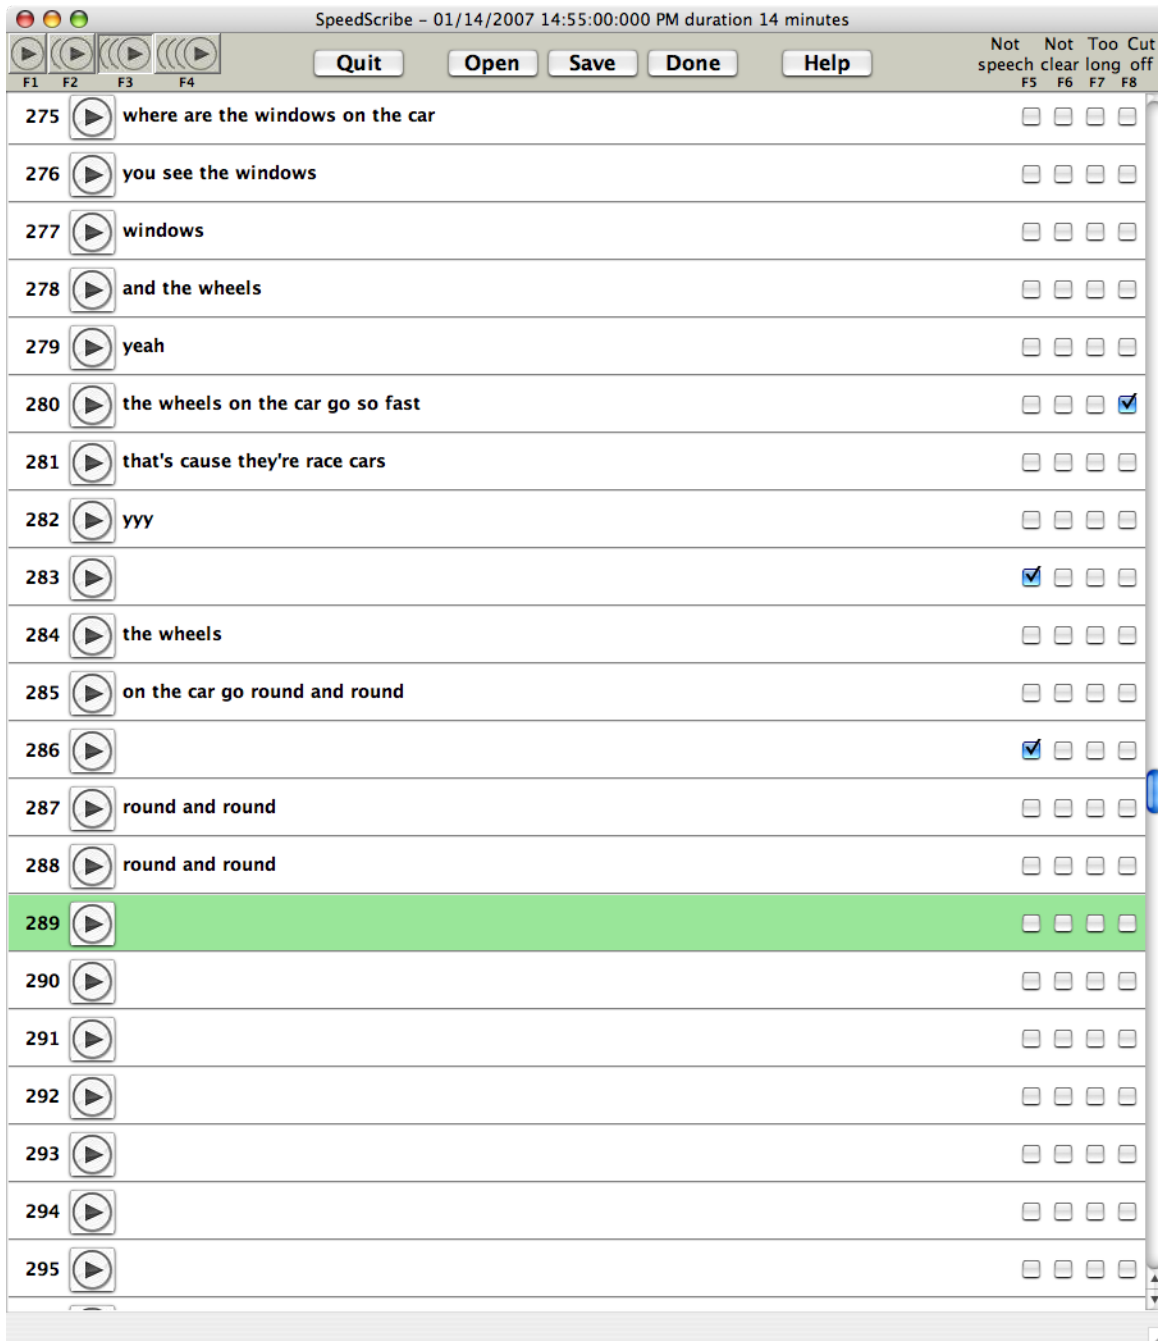 SpeedScribe – 01/14/2007 14:55:00:000 PM duration 14 minutes
Quit Open Save Done Help
Not Not Too Cut
speech clear long off
F1 F2 F3 F4 F5 F6 F7 F8
275 where are the windows on the car
276 you see the windows
277 windows
278 and the wheels
279 yeah
280 the wheels on the car go so fast
281 that's cause they're race cars
282 yyy
283
284 the wheels
285 on the car go round and round
286
287 round and round
288 round and round
289
290
291
292
293
294
295